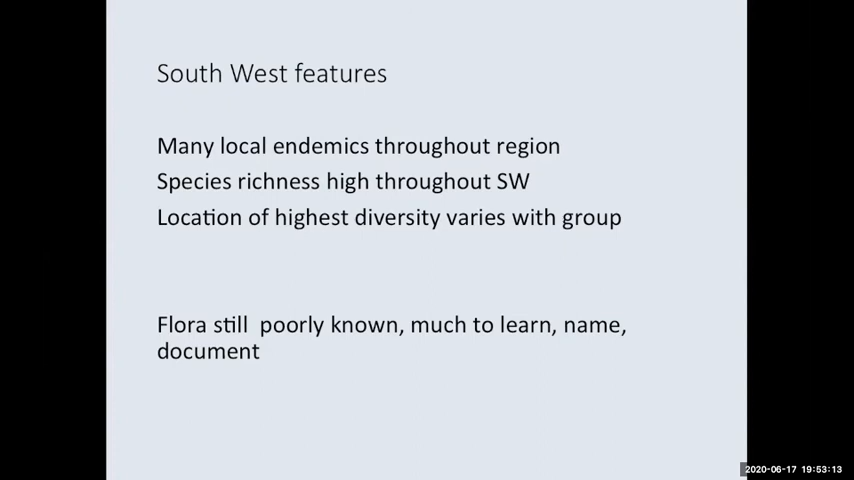 South West features
Many local endemics throughout region
Species richness high throughout SW
Location of highest diversity varies with group
Flora still  poorly known, much to learn, name,
document
2020-06-17 19:53:13